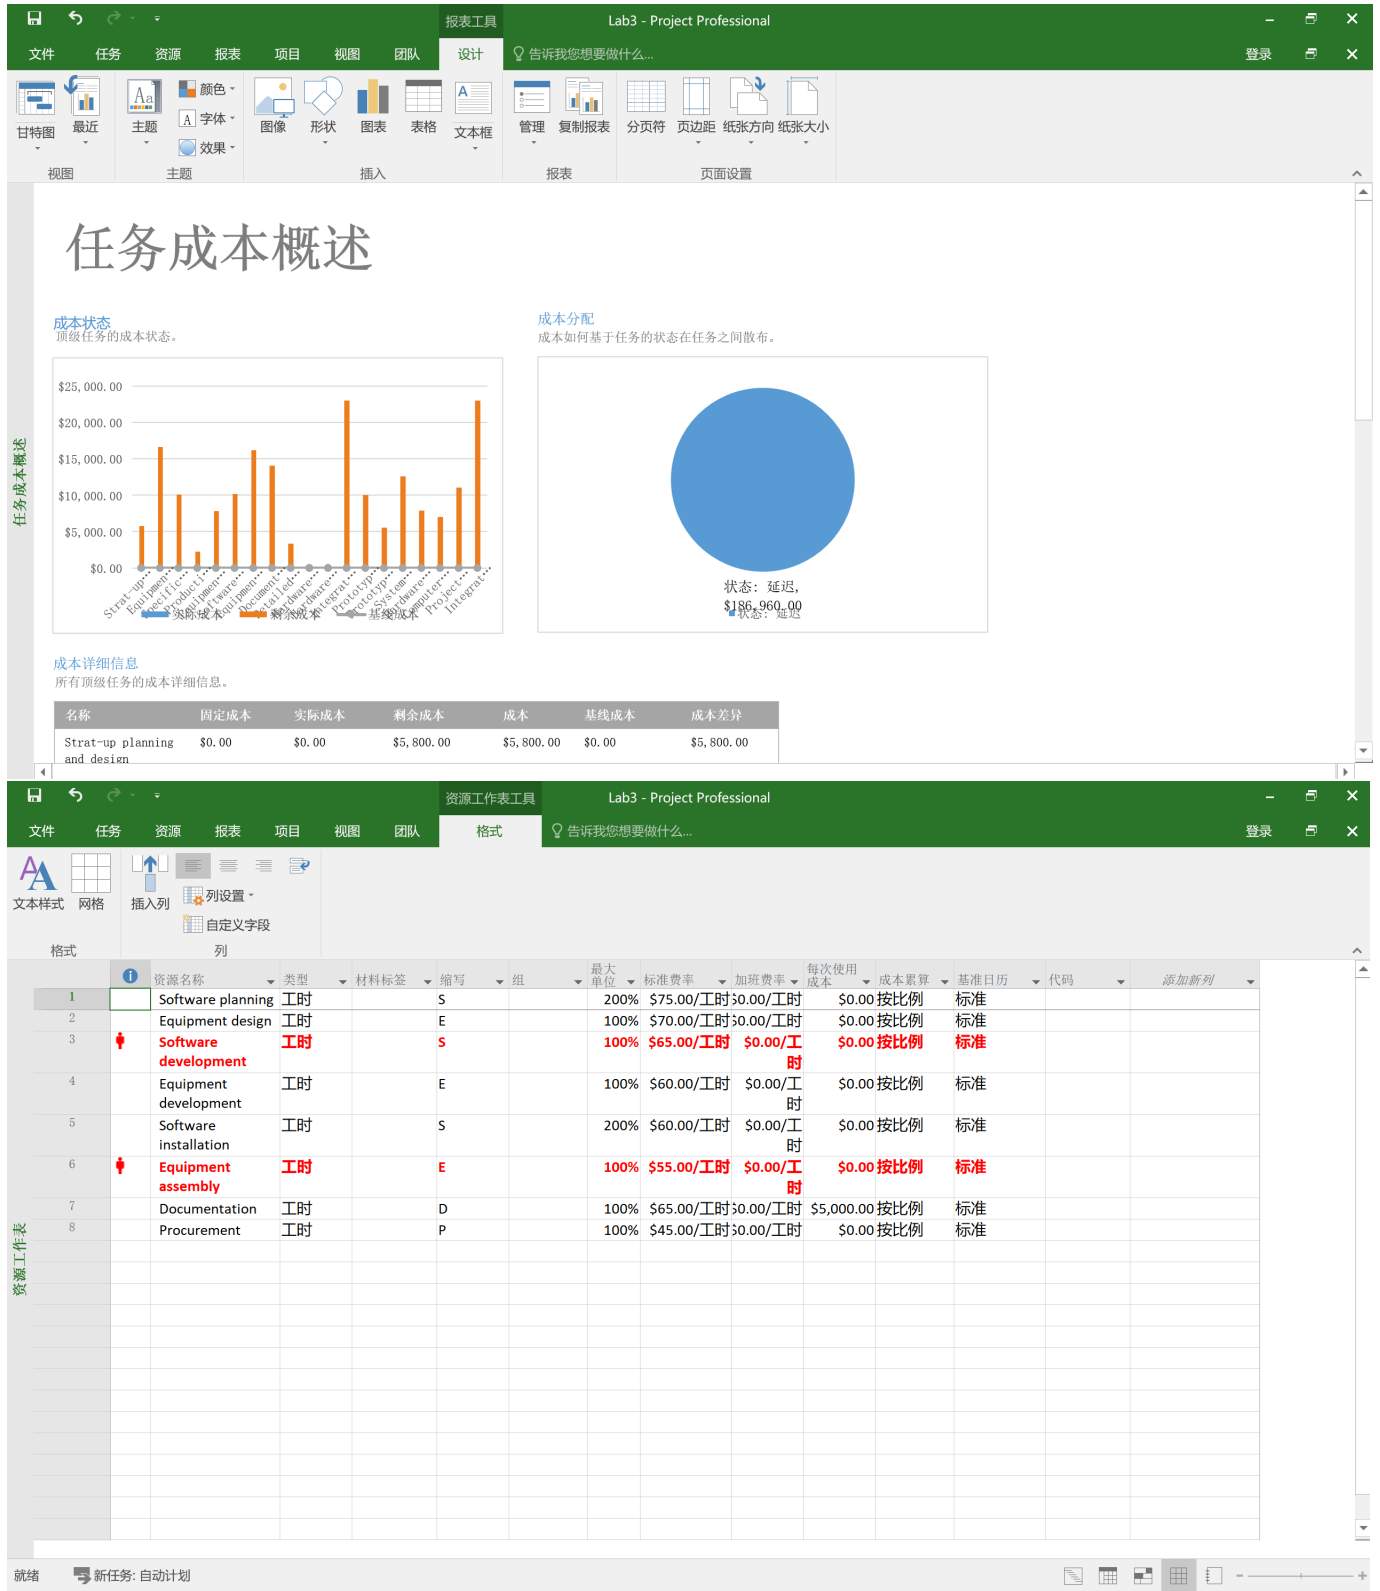 报表工具
Lab3 - Project Professional
文件 任务 资源 报表 项目 视图 团队 设计 告诉我您想要做什么... 登录
甘特图 最近 主题 颜色 字体 效果 图像 形状 图表 表格 文本框 管理 复制报表 分页符 页边距 纸张方向 纸张大小
视图 主题 插入 报表 页面设置
任务成本概述
任务成本概述
成本状态
顶级任务的成本状态。
$25,000.00
$20,000.00
$15,000.00
$10,000.00
$5,000.00
$0.00
Strat-up…
Equipmen…
Specific…
Producti…
Equipmen…
Software…
Equipmen…
Document…
Detailed…
Hardware…
Hardware…
Integrat…
Prototyp…
Prototyp…
System…
Hardware…
Computer…
Project…
Integrat…
实际成本 剩余成本 基线成本
成本分配
成本如何基于任务的状态在任务之间散布。
状态: 延迟,
$186,960.00
状态: 延迟
成本详细信息
所有顶级任务的成本详细信息。
名称 固定成本 实际成本 剩余成本 成本 基线成本 成本差异
Strat-up planning and design $0.00 $0.00 $5,800.00 $5,800.00 $0.00 $5,800.00
资源工作表工具
Lab3 - Project Professional
文件 任务 资源 报表 项目 视图 团队 格式 告诉我您想要做什么... 登录
文本样式 网格 插入列 列设置 自定义字段
格式 列
资源工作表
资源名称 类型 材料标签 缩写 组 最大单位 标准费率 加班费率 每次使用成本 成本累算 基准日历 代码 添加新列
1 Software planning 工时 S 200% $75.00/工时 $0.00/工时 $0.00 按比例 标准
2 Equipment design 工时 E 100% $70.00/工时 $0.00/工时 $0.00 按比例 标准
3 Software development 工时 S 100% $65.00/工时 $0.00/工时 $0.00 按比例 标准
4 Equipment development 工时 E 100% $60.00/工时 $0.00/工时 $0.00 按比例 标准
5 Software installation 工时 S 200% $60.00/工时 $0.00/工时 $0.00 按比例 标准
6 Equipment assembly 工时 E 100% $55.00/工时 $0.00/工时 $0.00 按比例 标准
7 Documentation 工时 D 100% $65.00/工时 $0.00/工时 $5,000.00 按比例 标准
8 Procurement 工时 P 100% $45.00/工时 $0.00/工时 $0.00 按比例 标准
就绪 新任务: 自动计划